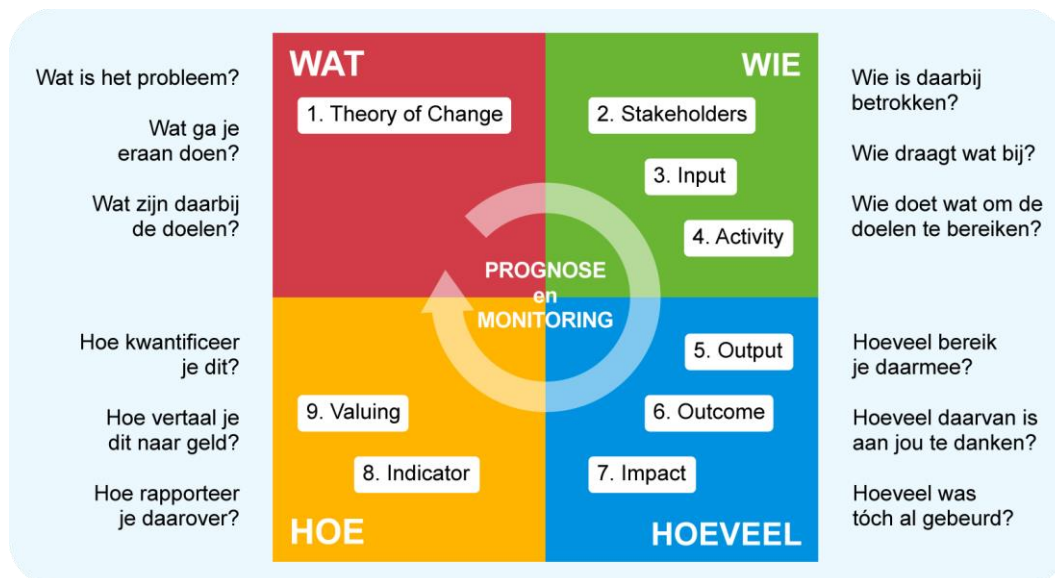 WAT
1. Theory of Change
Wat is het probleem?
Wat ga je
eraan doen?
Wat zijn daarbij
de doelen?
WIE
2. Stakeholders
3. Input
4. Activity
Wie is daarbij
betrokken?
Wie draagt wat bij?
Wie doet wat om de
doelen te bereiken?
PROGNOSE
en
MONITORING
5. Output
6. Outcome
7. Impact
HOEVEEL
Hoeveel bereik
je daarmee?
Hoeveel daarvan is
aan jou te danken?
Hoeveel was
tóch al gebeurd?
Hoe kwantificeer
je dit?
Hoe vertaal je
dit naar geld?
Hoe rapporteer
je daarover?
9. Valuing
8. Indicator
HOE